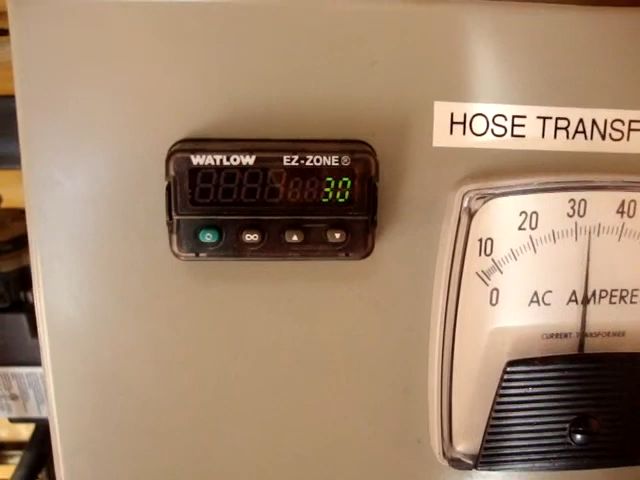 WATLOW EZ-ZONE®
30
HOSE TRANSF
10 20 30 40
0 AC AMPERE
CURRENT TRANSFORMER